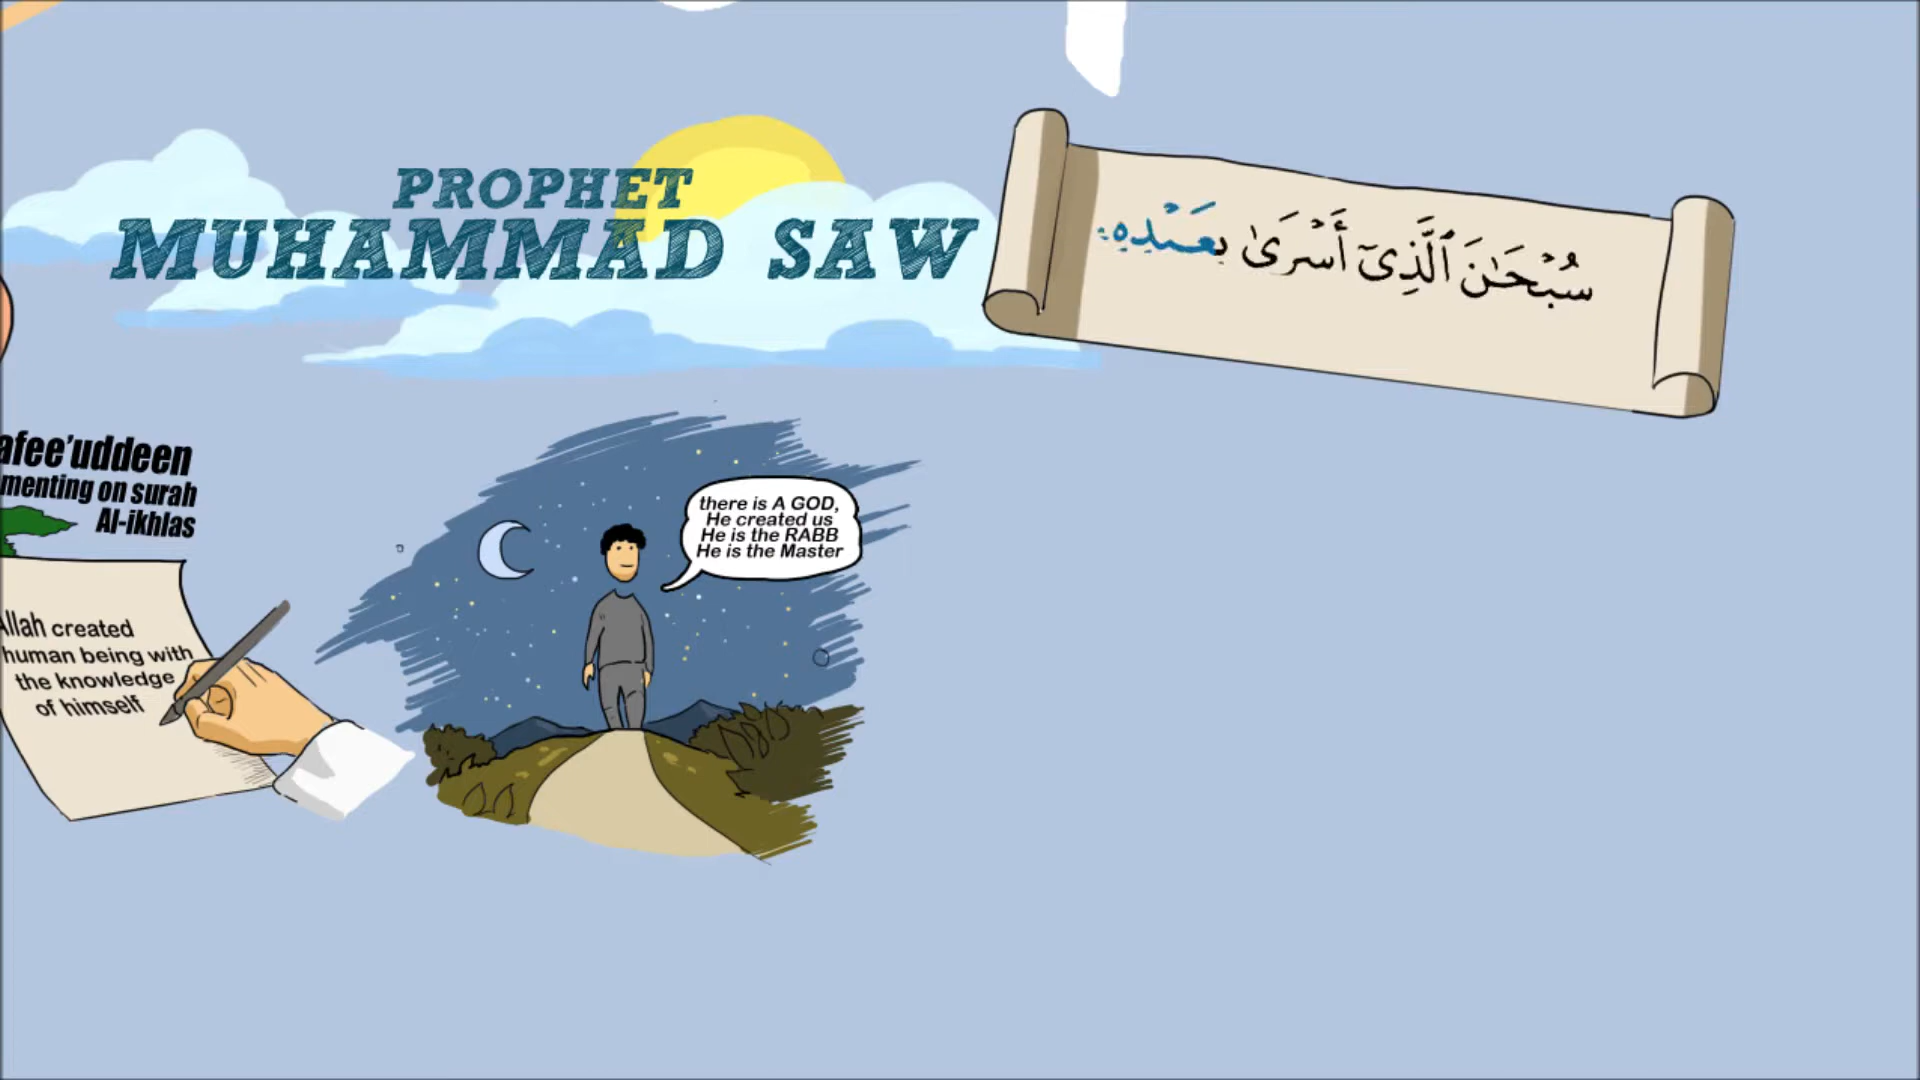 PROPHET
MUHAMMAD SAW
سُبْحَـٰنَ ٱلَّذِىٓ أَسْرَىٰ بِعَبْدِهِۦ
afee'uddeen
menting on surah
Al-ikhlas
there is A GOD,
He created us
He is the RABB
He is the Master
Allah created
human being with
the knowledge
of himself